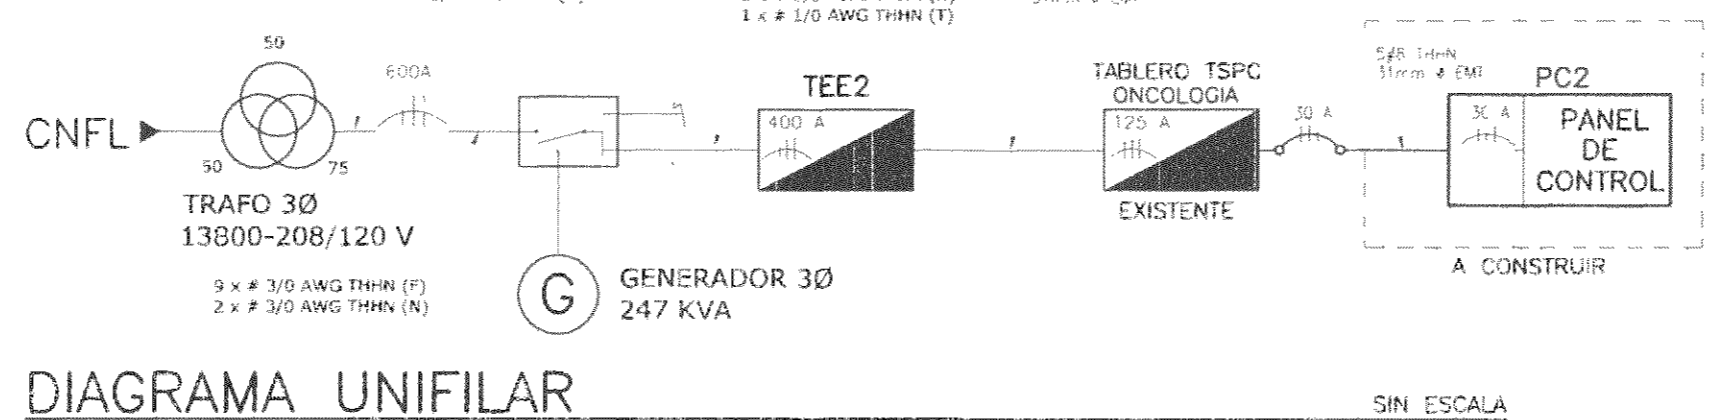 1 x # 1/0 AWG THHN (T)
50
600A
CNFL
50
75
TRAFO 3Ø
13800-208/120 V
9 x # 3/0 AWG THHN (F)
2 x # 3/0 AWG THHN (N)
G
GENERADOR 3Ø
247 KVA
TEE2
400 A
TABLERO TSPC
ONCOLOGIA
125 A
EXISTENTE
30 A
THHN
EMT
PC2
30 A
PANEL
DE
CONTROL
A CONSTRUIR
DIAGRAMA UNIFILAR
SIN ESCALA